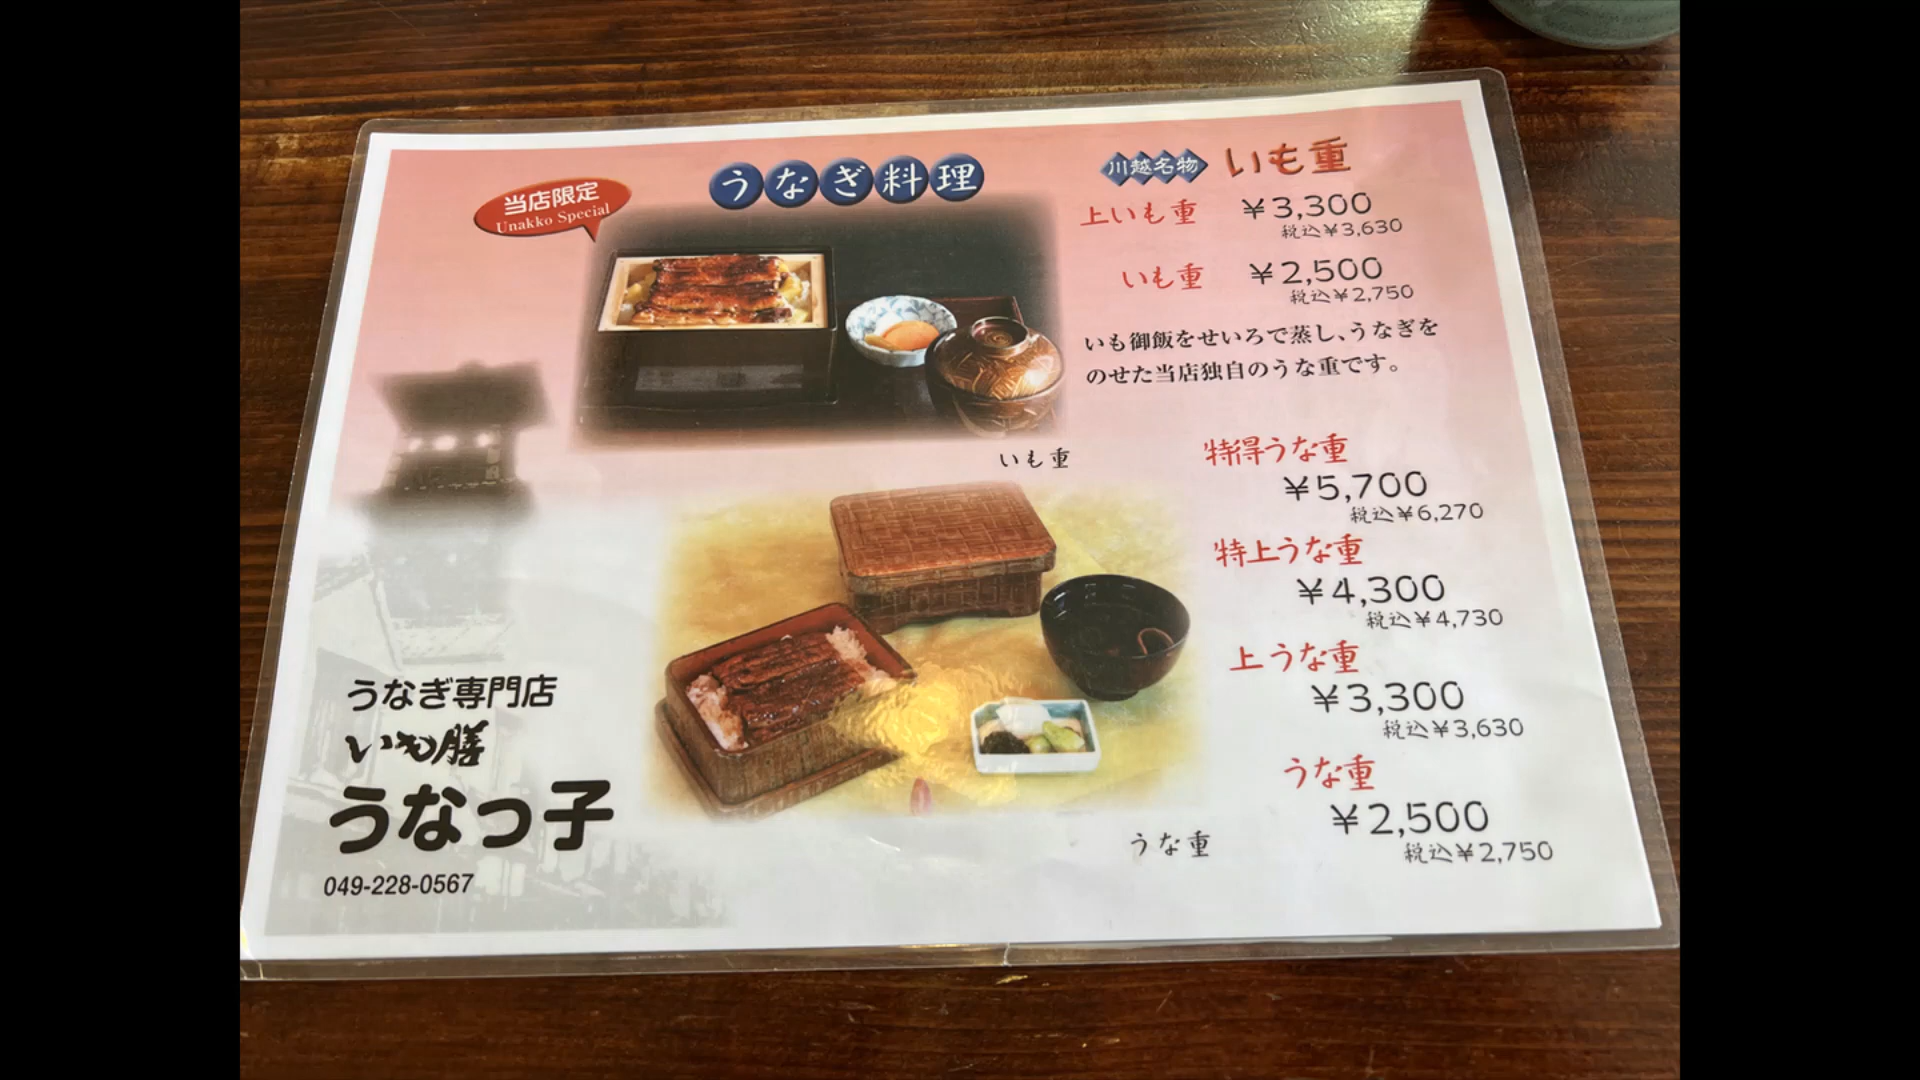 当店限定
Unakko Special
うなぎ料理
川越名物 いも重
上いも重 ¥3,300
税込¥3,630
いも重 ¥2,500
税込¥2,750
いも御飯をせいろで蒸し、うなぎを
のせた当店独自のうな重です。
いも重
特得うな重
¥5,700
税込¥6,270
特上うな重
¥4,300
税込¥4,730
上うな重
¥3,300
税込¥3,630
うな重
¥2,500
税込¥2,750
うな重
うなぎ専門店
いも膳
うなっ子
049-228-0567